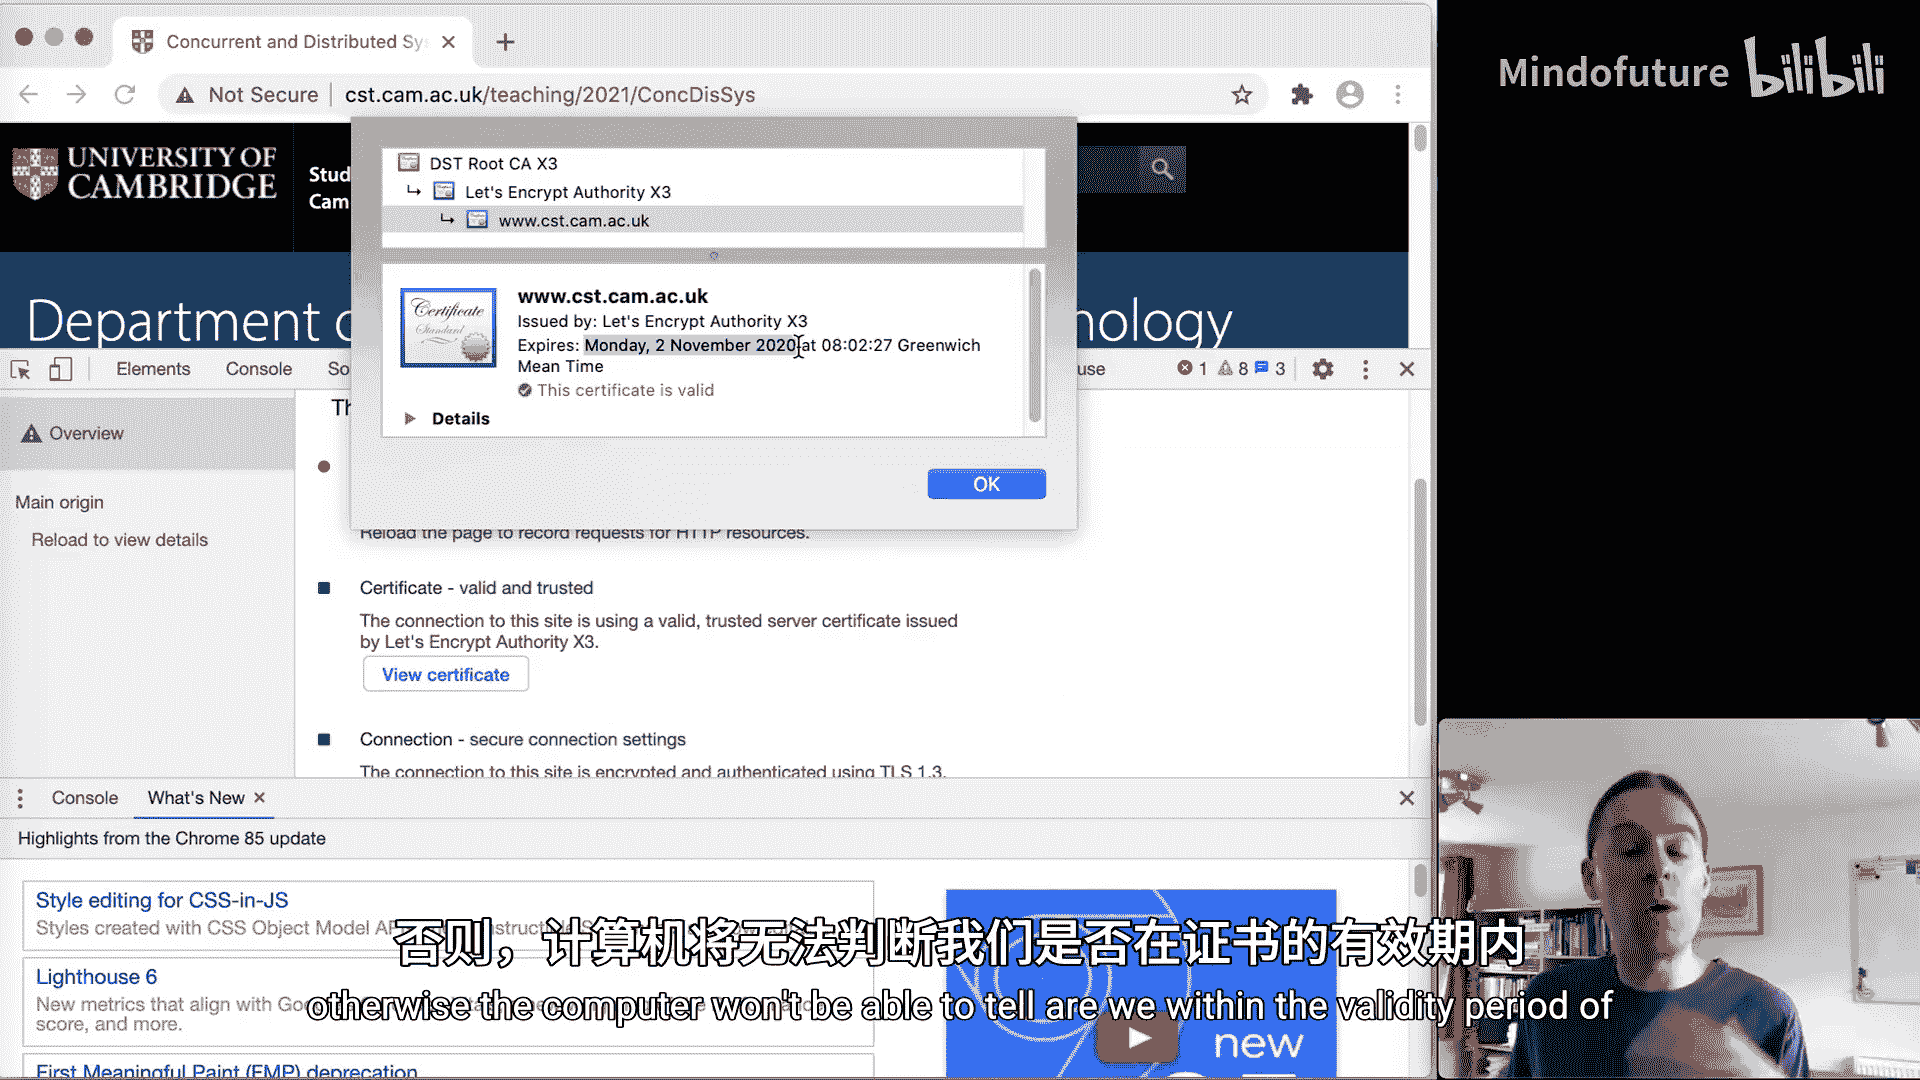 Concurrent and Distributed Sy
Mindofuture bilibili
Not Secure cst.cam.ac.uk/teaching/2021/ConcDisSys
UNIVERSITY OF
CAMBRIDGE
Stud
Cam
DST Root CA X3
Let's Encrypt Authority X3
www.cst.cam.ac.uk
Department
nology
Certificate
Standard
www.cst.cam.ac.uk
Issued by: Let's Encrypt Authority X3
Expires: Monday, 2 November 2020 at 08:02:27 Greenwich
Mean Time
This certificate is valid
Details
OK
Elements Console So use 1 8 3
Overview
Main origin
Reload to view details
Th
Reload the page to record requests for HTTP resources.
Certificate - valid and trusted
The connection to this site is using a valid, trusted server certificate issued
by Let's Encrypt Authority X3.
View certificate
Connection - secure connection settings
The connection to this site is encrypted and authenticated using TLS 1.3.
Console What's New
Highlights from the Chrome 85 update
Style editing for CSS-in-JS
Styles created with CSS Object Model
Lighthouse 6
New metrics that align with
score, and more.
First Meaningful Paint (FMP) deprecation
new
否则，计算机将无法判断我们是否在证书的有效期内
otherwise the computer won't be able to tell are we within the validity period of